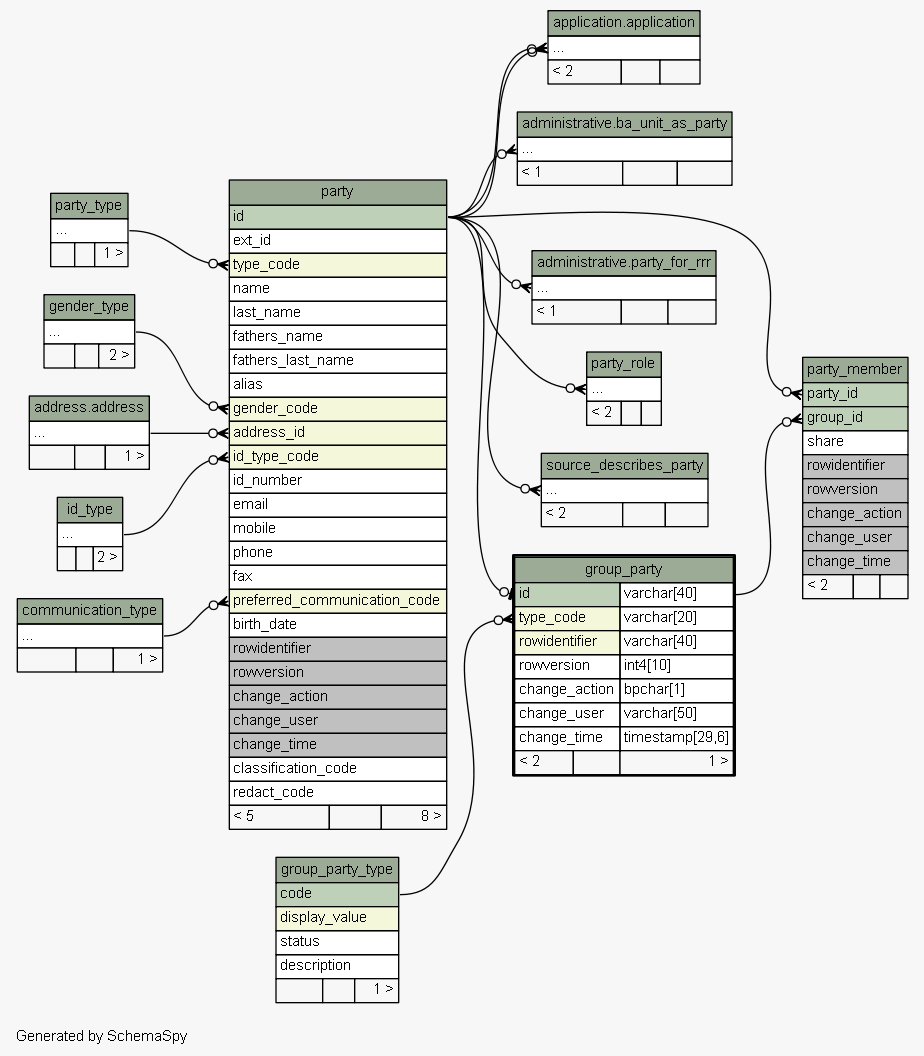 application.application
...
< 2
administrative.ba_unit_as_party
...
< 1
party
id
ext_id
type_code
name
last_name
fathers_name
fathers_last_name
alias
gender_code
address_id
id_type_code
id_number
email
mobile
phone
fax
preferred_communication_code
birth_date
rowidentifier
rowversion
change_action
change_user
change_time
classification_code
redact_code
< 5 8 >
party_type
...
1 >
gender_type
...
2 >
address.address
...
1 >
id_type
...
2 >
communication_type
...
1 >
administrative.party_for_rrr
...
< 1
party_role
...
< 2
source_describes_party
...
< 2
party_member
party_id
group_id
share
rowidentifier
rowversion
change_action
change_user
change_time
< 2
group_party
id varchar[40]
type_code varchar[20]
rowidentifier varchar[40]
rowversion int4[10]
change_action bpchar[1]
change_user varchar[50]
change_time timestamp[29,6]
< 2 1 >
group_party_type
code
display_value
status
description
1 >
Generated by SchemaSpy